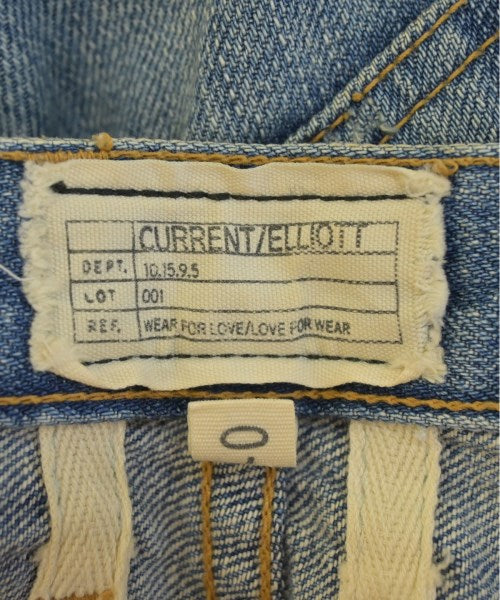 CURRENT/ELLIOTT
DEPT. 10.15.9.5
LOT 001
REF. WEAR FOR LOVE/LOVE FOR WEAR
0